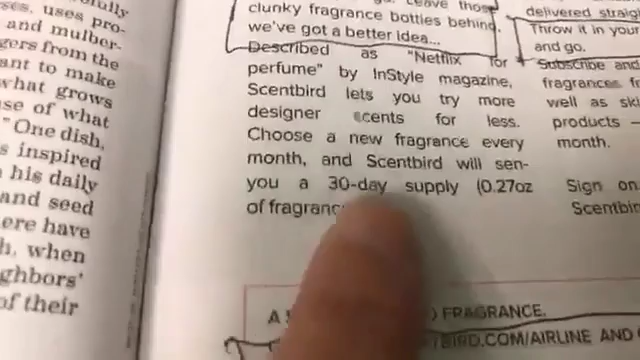 uses, pro-
and mulber-
gers from the
ant to make
what grows
se of what
"One dish,
s inspired
his daily
and seed
ere have
h, when
ghbors'
of their
clunky fragrance bottles behind,
we've got a better idea...
Described as "Netflix for
perfume" by InStyle magazine,
Scentbird lets you try more
designer scents for less.
Choose a new fragrance every
month, and Scentbird will sen
you a 30-day supply (0.27oz
of fragranc
delivered straig
Throw it in your
and go.
Subscribe and
fragrances fr
well as ski
products –
month.
Sign on
Scentbir
A
) FRAGRANCE.
BIRD.COM/AIRLINE AND